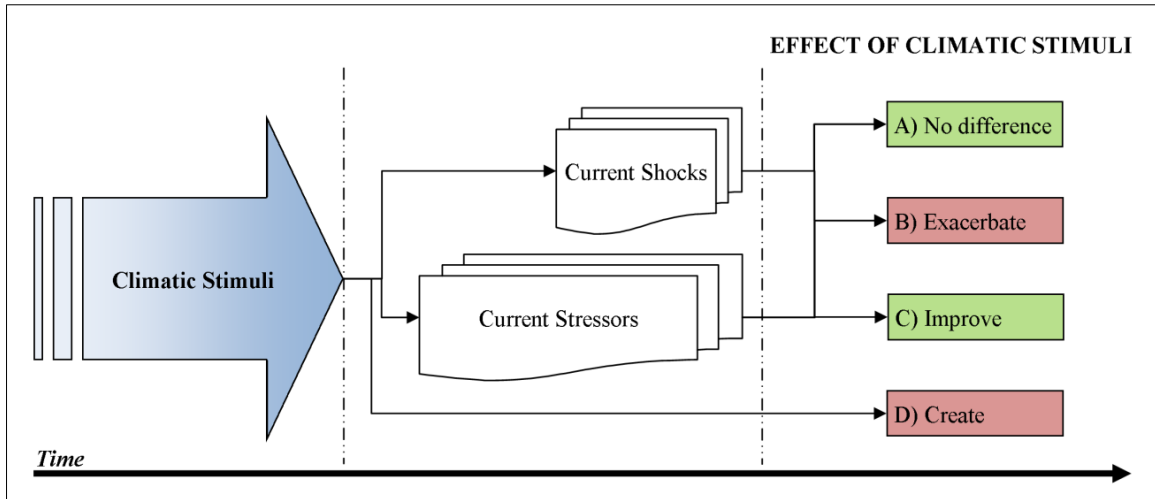 EFFECT OF CLIMATIC STIMULI
A) No difference
Current Shocks
B) Exacerbate
Climatic Stimuli
Current Stressors
C) Improve
D) Create
Time